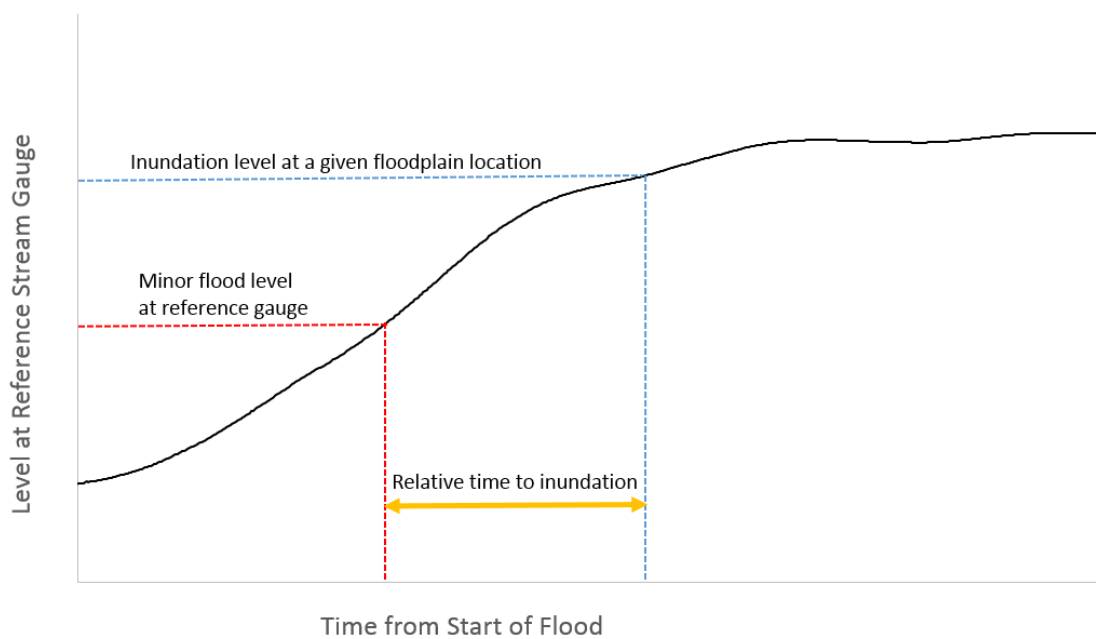 Level at Reference Stream Gauge
Inundation level at a given floodplain location
Minor flood level
at reference gauge
Relative time to inundation
Time from Start of Flood